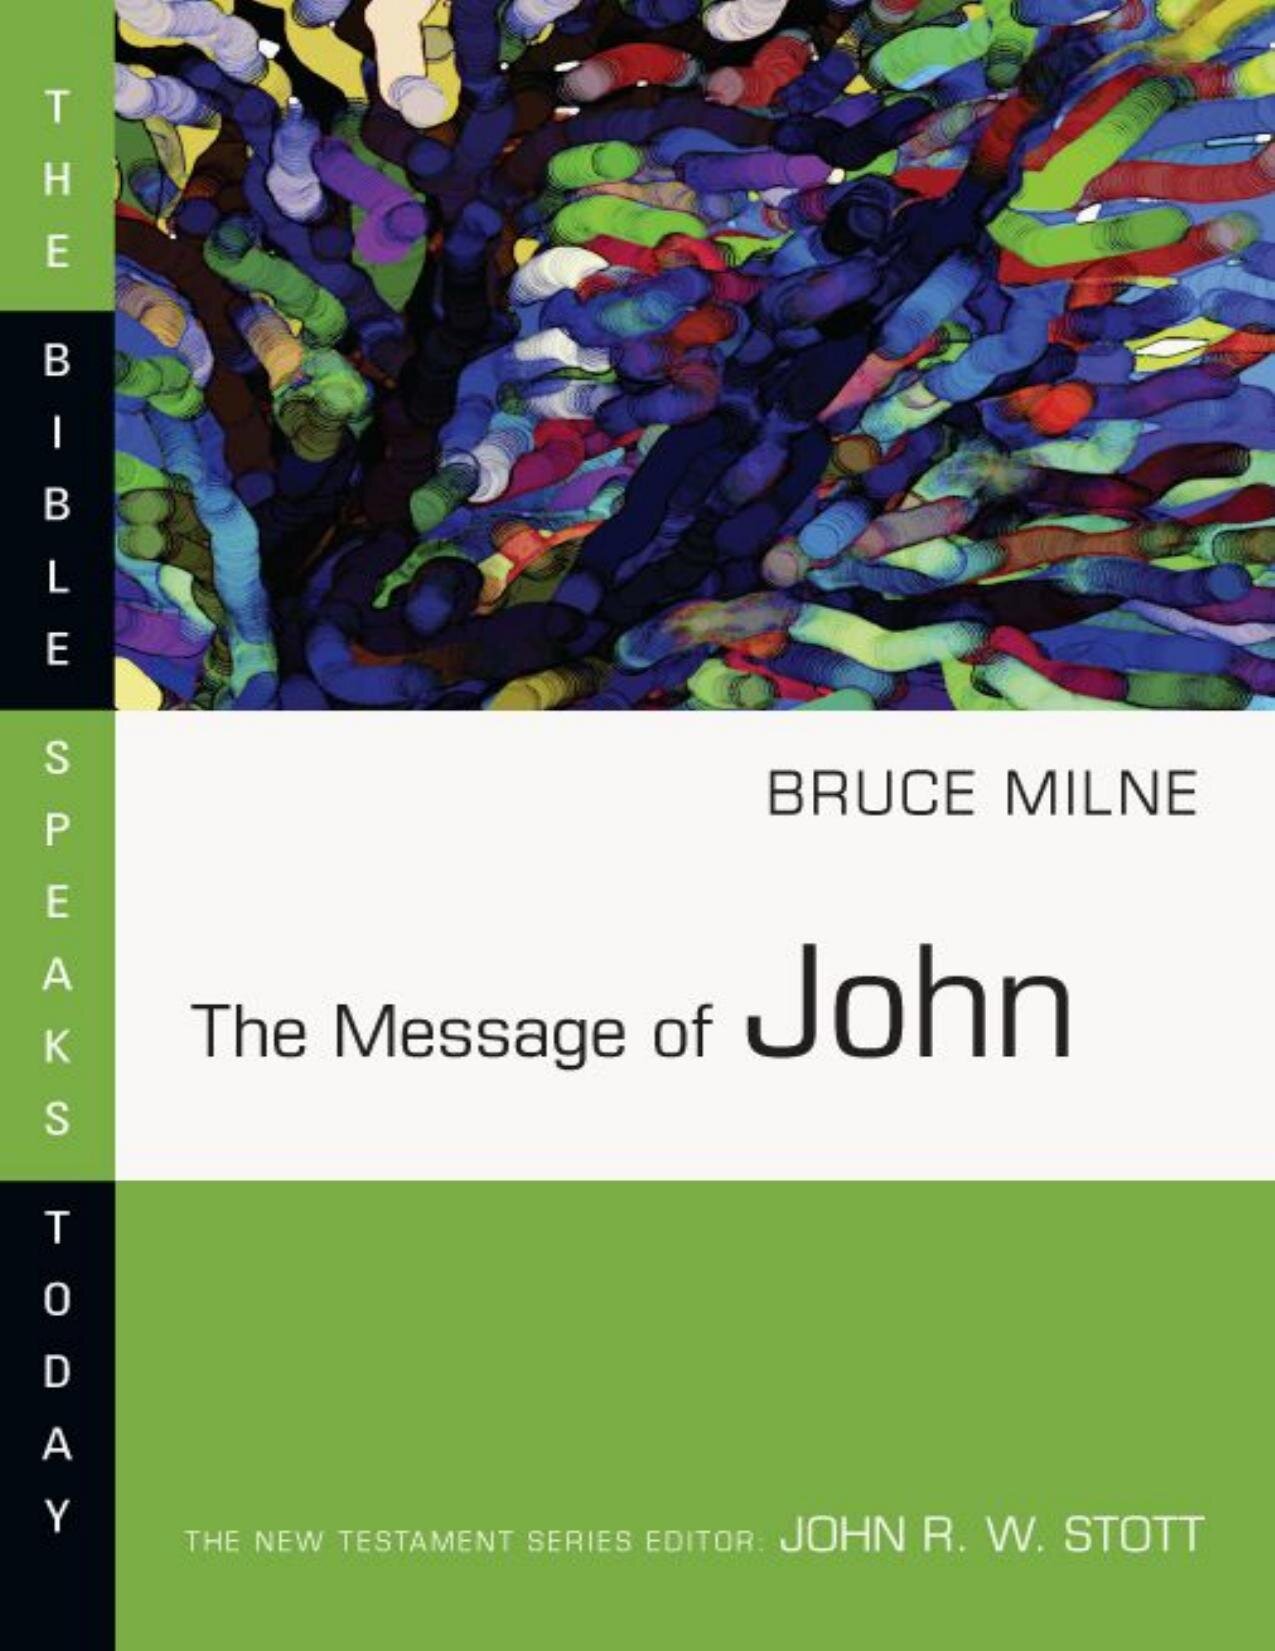 THE BIBLE SPEAKS TODAY
BRUCE MILNE
The Message of John
THE NEW TESTAMENT SERIES EDITOR: JOHN R. W. STOTT